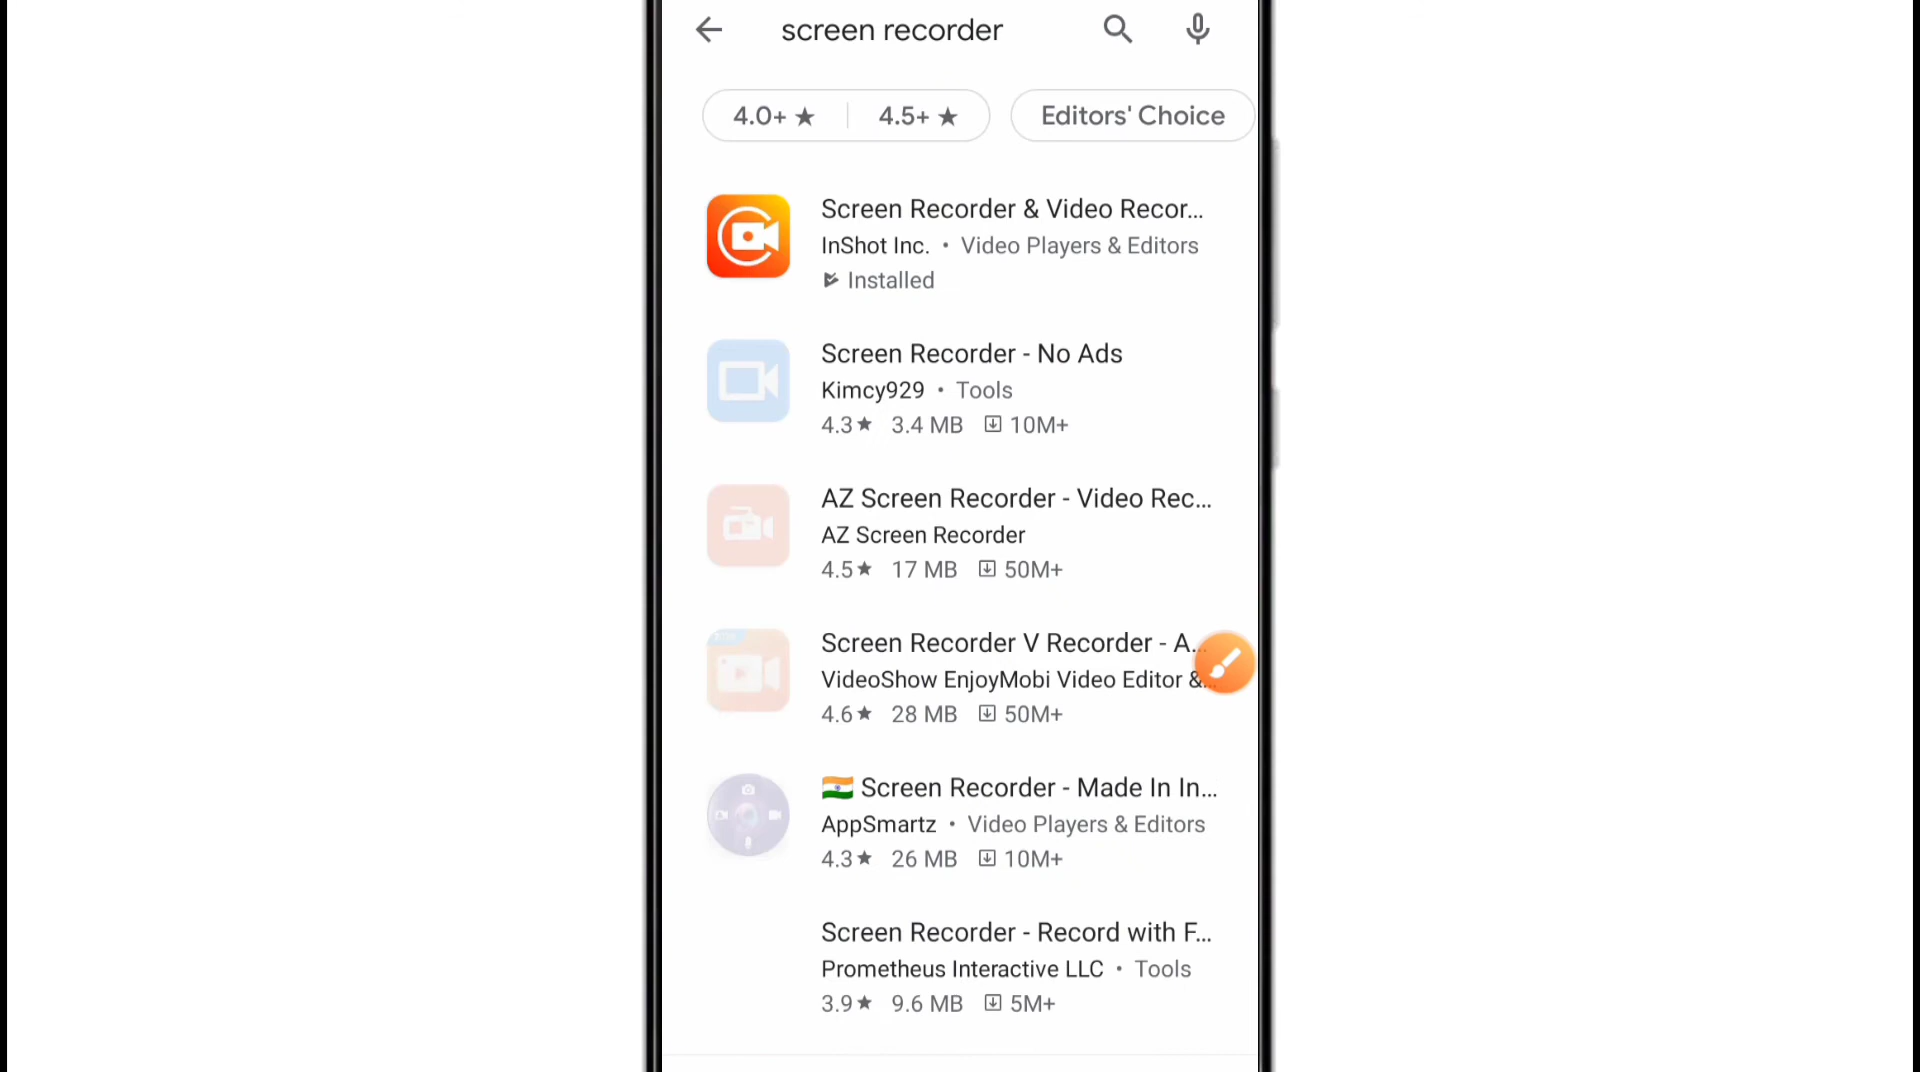 screen recorder
4.0+ ★ 4.5+ ★ Editors' Choice
Screen Recorder & Video Recor...
InShot Inc. • Video Players & Editors
Installed
Screen Recorder - No Ads
Kimcy929 • Tools
4.3★ 3.4 MB 10M+
AZ Screen Recorder - Video Rec...
AZ Screen Recorder
4.5★ 17 MB 50M+
Screen Recorder V Recorder - A...
VideoShow EnjoyMobi Video Editor &...
4.6★ 28 MB 50M+
🇮🇳 Screen Recorder - Made In In...
AppSmartz • Video Players & Editors
4.3★ 26 MB 10M+
Screen Recorder - Record with F...
Prometheus Interactive LLC • Tools
3.9★ 9.6 MB 5M+